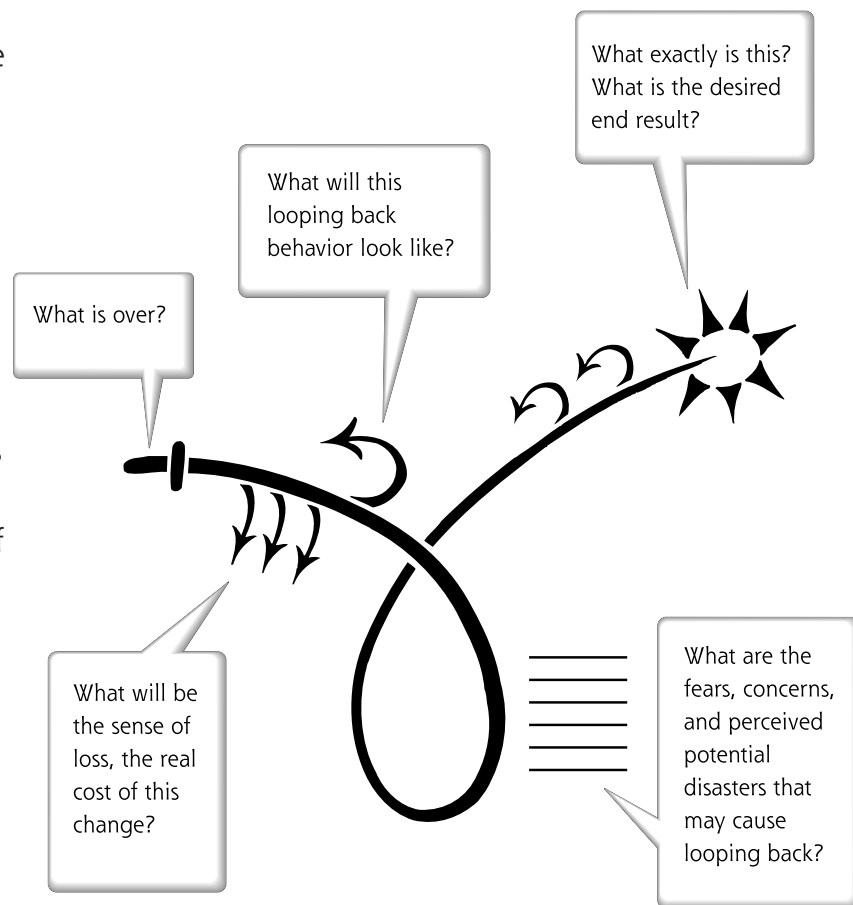 What exactly is this?
What is the desired
end result?
What will this
looping back
behavior look like?
What is over?
What will be
the sense of
loss, the real
cost of this
change?
What are the
fears, concerns,
and perceived
potential
disasters that
may cause
looping back?